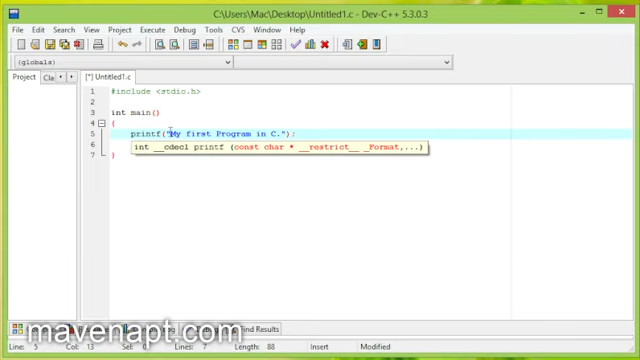 C:\Users\Mac\Desktop\Untitled1.c - Dev-C++ 5.3.0.3
File Edit Search View Project Execute Debug Tools CVS Window Help
(globals)
Project Cla [*] Untitled1.c
1 #include <stdio.h>
2
3 int main()
4 {
5 printf("My first Program in C.");
6 int __cdecl printf (const char * __restrict__ _Format,...)
7 }
mavenapt.com
Find Results
Line: 5 Col: 13 Sel: 0 Lines: 7 Length: 88 Insert Modified